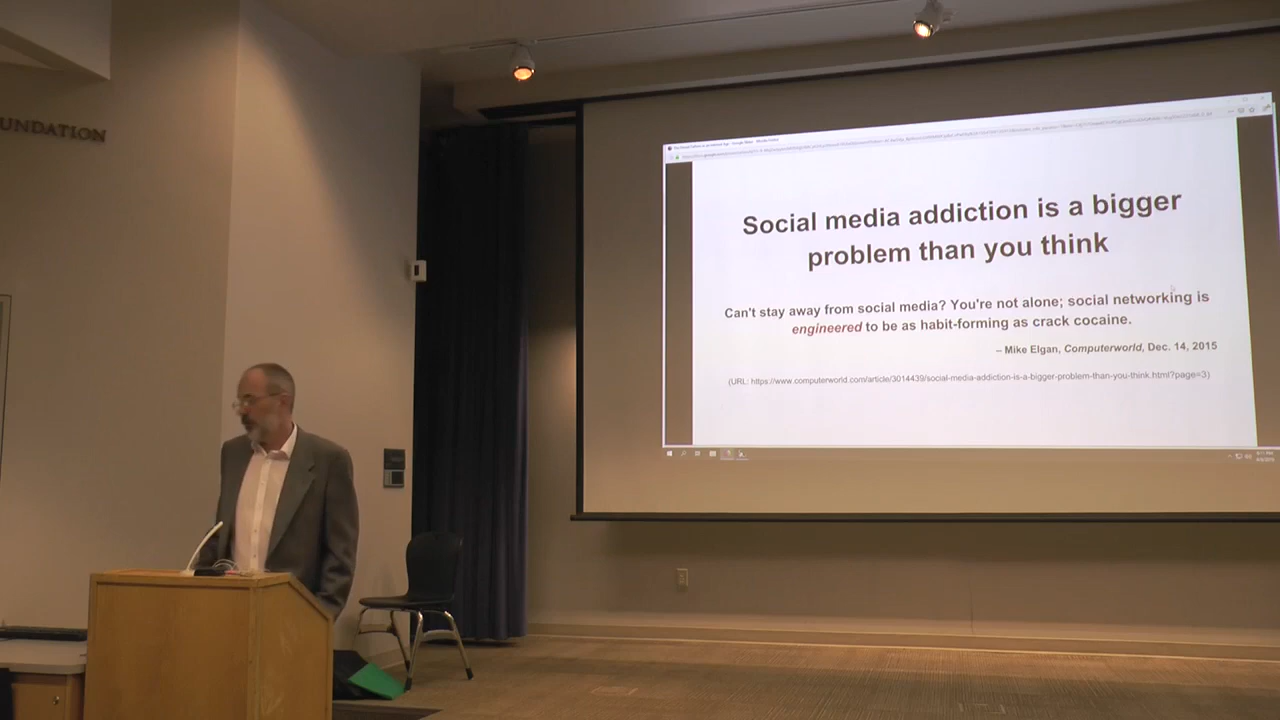 UNDATION
Social media addiction is a bigger
problem than you think
Can't stay away from social media? You're not alone; social networking is
engineered to be as habit-forming as crack cocaine.
– Mike Elgan, Computerworld, Dec. 14, 2015
(URL: https://www.computerworld.com/article/3014439/social-media-addiction-is-a-bigger-problem-than-you-think.html?page=3)